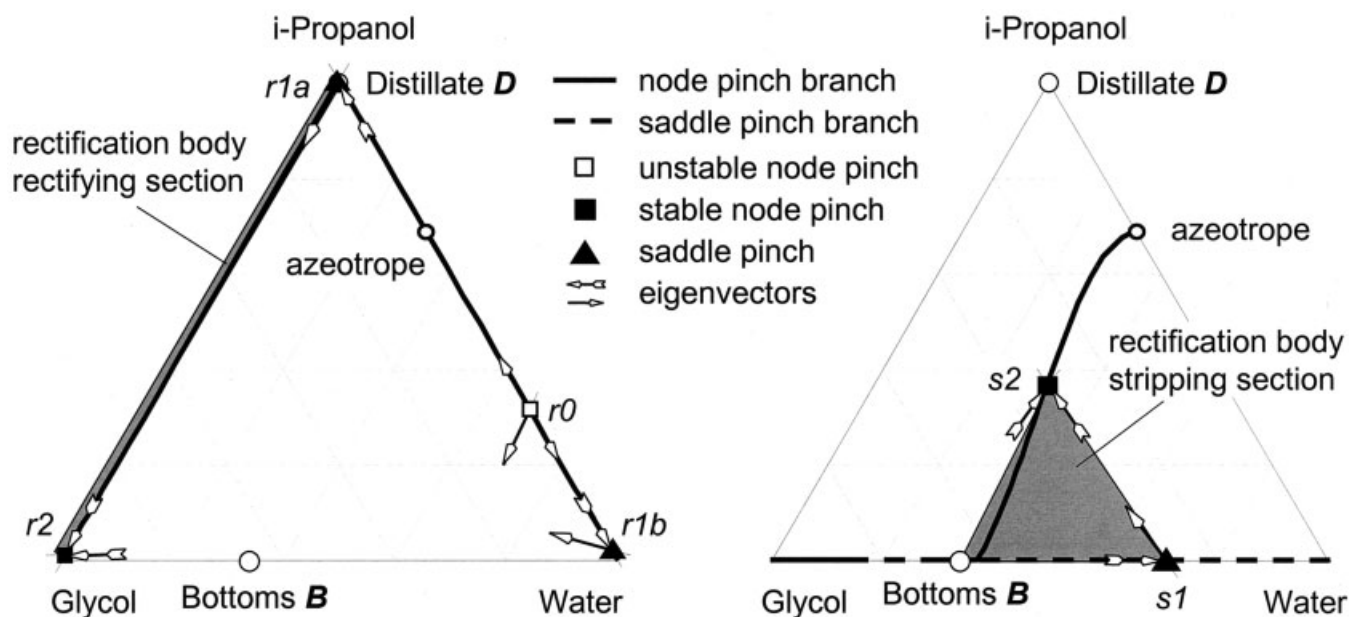 i-Propanol
r1a
Distillate D
rectification body
rectifying section
azeotrope
r0
r2
r1b
Glycol
Bottoms B
Water
node pinch branch
saddle pinch branch
unstable node pinch
stable node pinch
saddle pinch
eigenvectors
i-Propanol
Distillate D
azeotrope
rectification body
stripping section
s2
Glycol
Bottoms B
s1
Water